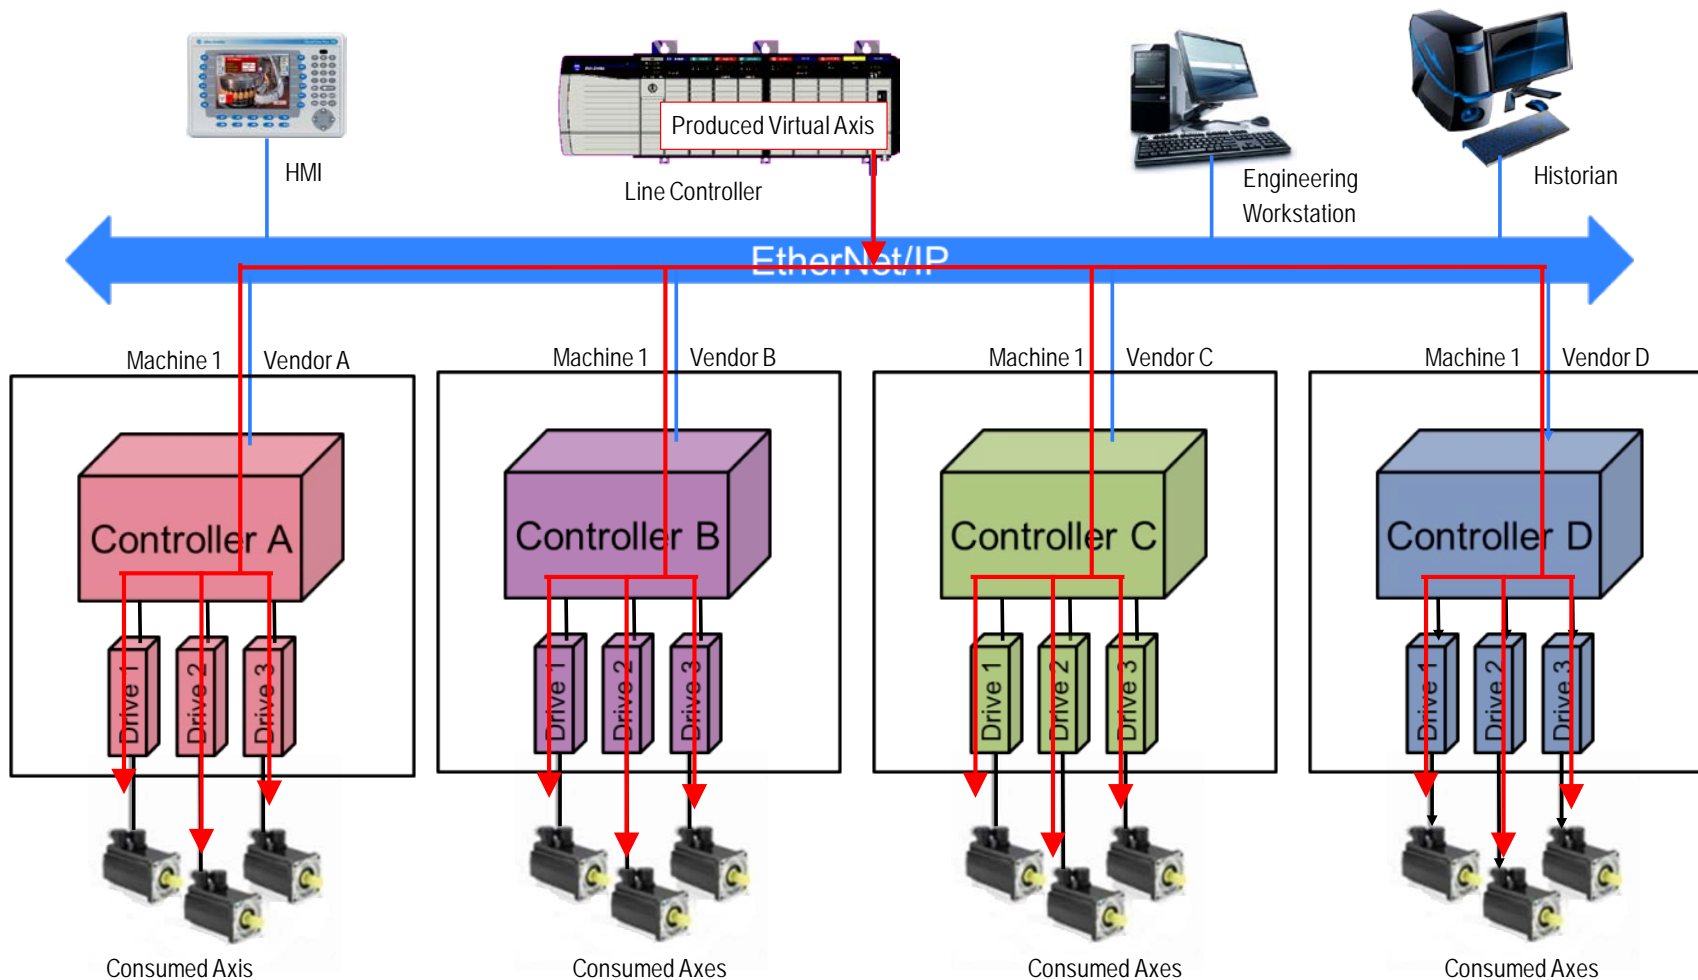 Produced Virtual Axis
HMI
Line Controller
Engineering
Workstation
Historian
EtherNet/IP
Machine 1 Vendor A
Machine 1 Vendor B
Machine 1 Vendor C
Machine 1 Vendor D
Controller A
Controller B
Controller C
Controller D
Drive 1
Drive 2
Drive 3
Drive 1
Drive 2
Drive 3
Drive 1
Drive 2
Drive 3
Drive 1
Drive 2
Drive 3
Consumed Axis
Consumed Axes
Consumed Axes
Consumed Axes